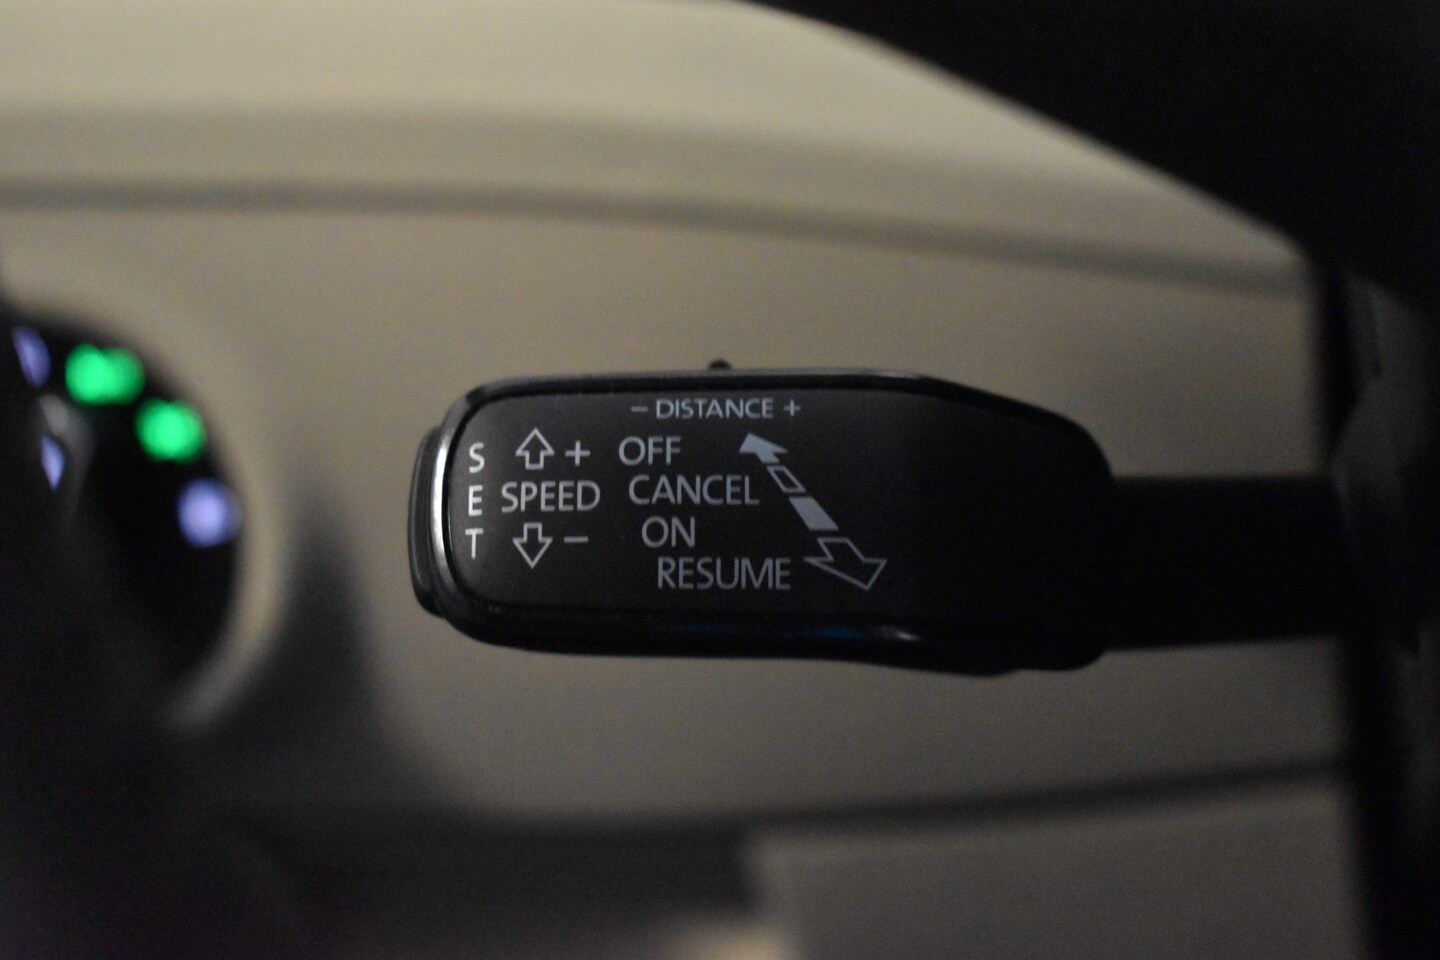 - DISTANCE +
S
E
T
+
SPEED
-
OFF
CANCEL
ON
RESUME